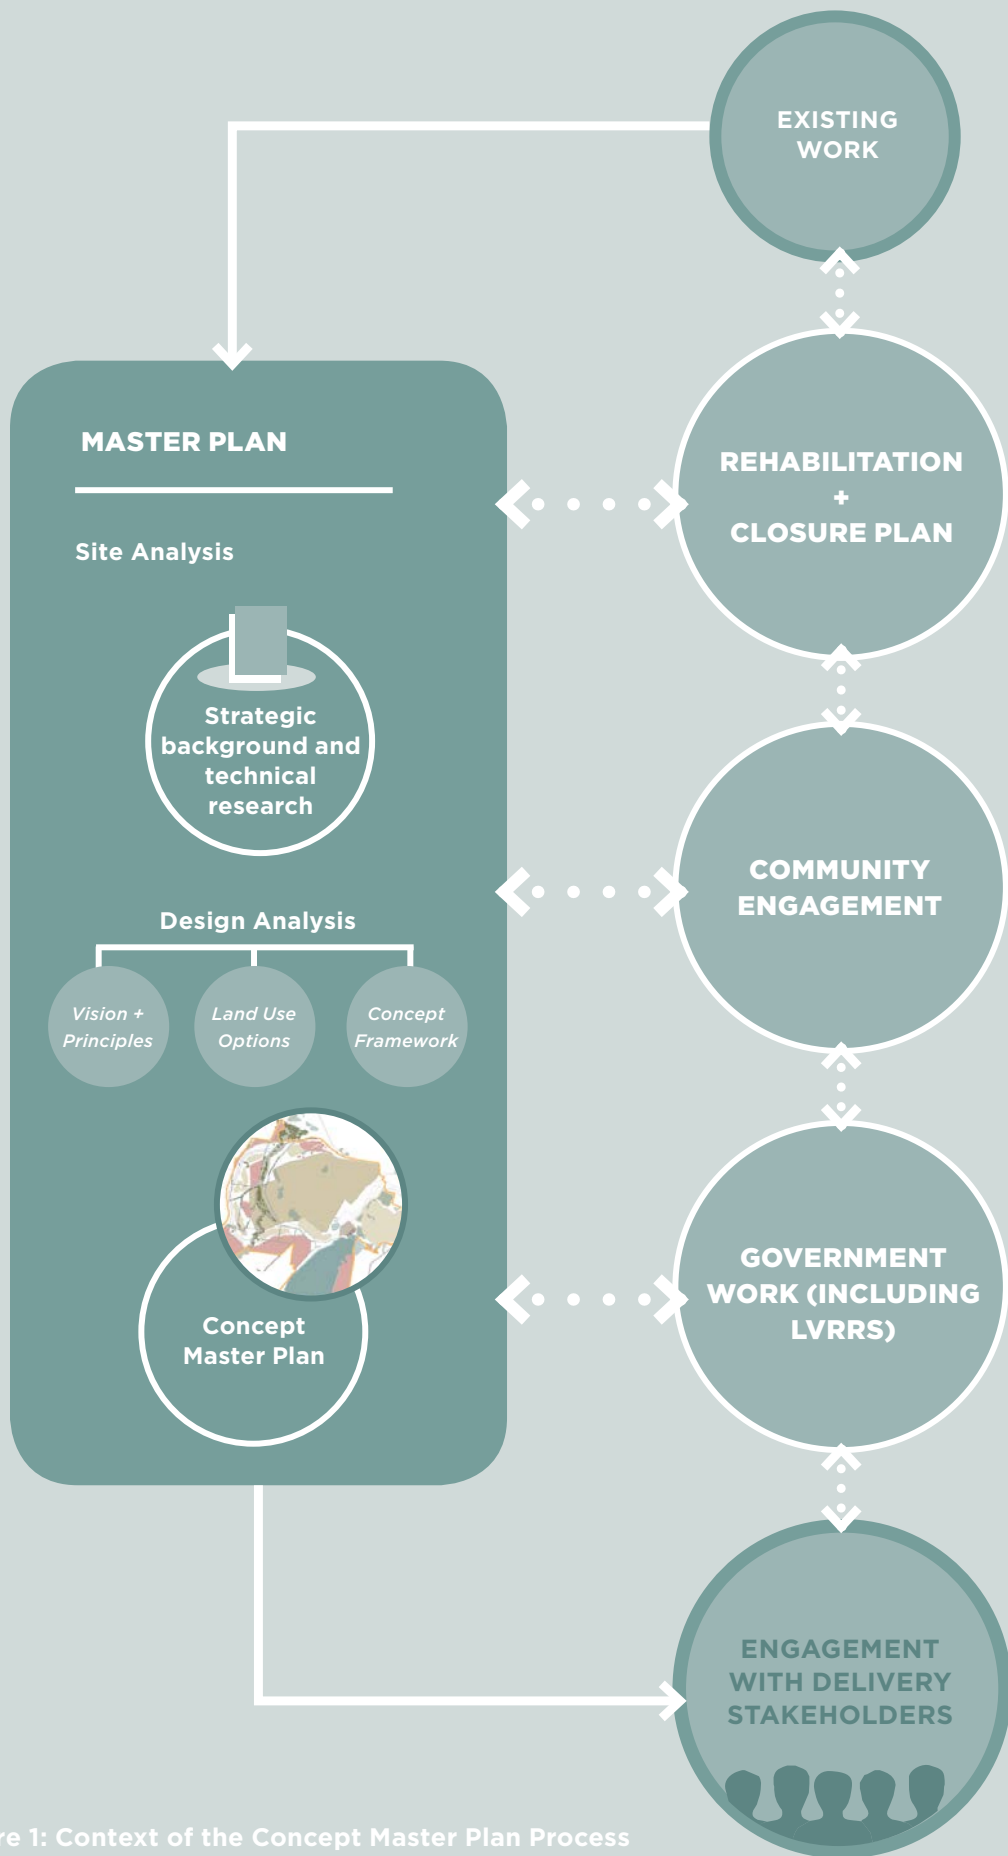 EXISTING
WORK
MASTER PLAN
Site Analysis
Strategic
background and
technical
research
Design Analysis
Vision +
Principles
Land Use
Options
Concept
Framework
Concept
Master Plan
REHABILITATION
+
CLOSURE PLAN
COMMUNITY
ENGAGEMENT
GOVERNMENT
WORK (INCLUDING
LVRRS)
ENGAGEMENT
WITH DELIVERY
STAKEHOLDERS
re 1: Context of the Concept Master Plan Process